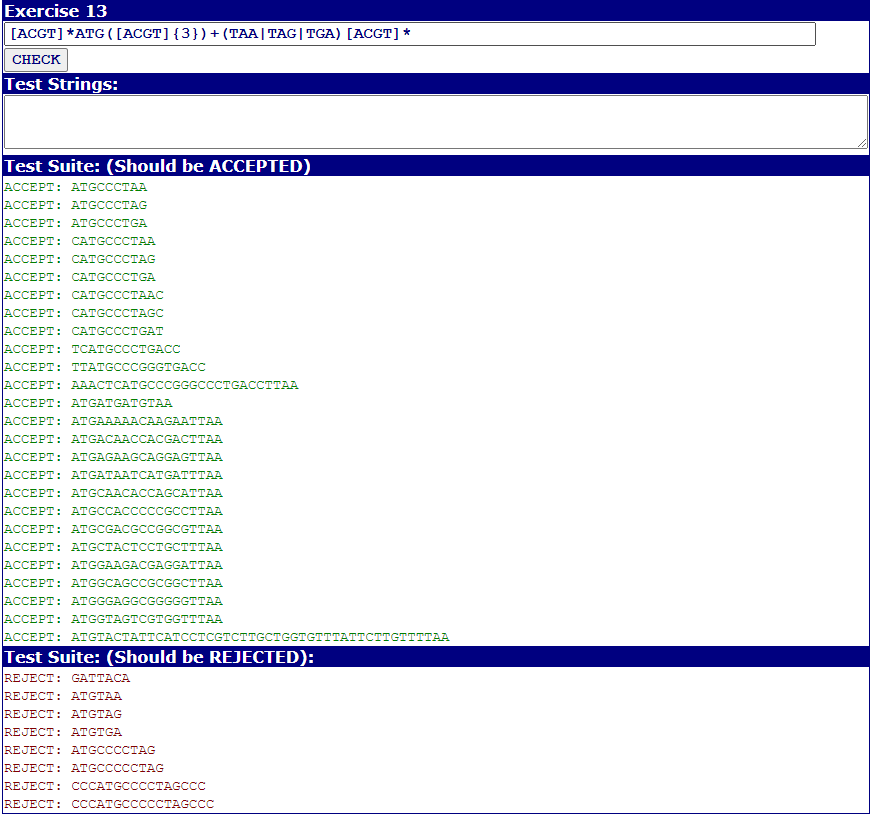 Exercise 13
[ACGT]*ATG([ACGT]{3})+(TAA|TAG|TGA)[ACGT]*
CHECK
Test Strings:
Test Suite: (Should be ACCEPTED)
ACCEPT: ATGCCCTAA
ACCEPT: ATGCCCTAG
ACCEPT: ATGCCCTGA
ACCEPT: CATGCCCTAA
ACCEPT: CATGCCCTAG
ACCEPT: CATGCCCTGA
ACCEPT: CATGCCCTAAC
ACCEPT: CATGCCCTAGC
ACCEPT: CATGCCCTGAT
ACCEPT: TCATGCCCTGACC
ACCEPT: TTATGCCCGGGTGACC
ACCEPT: AAACTCATGCCCGGGCCCTGACCTTAA
ACCEPT: ATGATGATGTAA
ACCEPT: ATGAAAAACAAGAATTAA
ACCEPT: ATGACAACCACGACTTAA
ACCEPT: ATGAGAAGCAGGAGTTAA
ACCEPT: ATGATAATCATGATTTAA
ACCEPT: ATGCAACACCAGCATTAA
ACCEPT: ATGCCACCCCCGCCTTAA
ACCEPT: ATGCGACGCCGGCGTTAA
ACCEPT: ATGCTACTCCTGCTTTAA
ACCEPT: ATGGAAGACGAGGATTAA
ACCEPT: ATGGCAGCCGCGGCTTAA
ACCEPT: ATGGGAGGCGGGGGTTAA
ACCEPT: ATGGTAGTCGTGGTTTAA
ACCEPT: ATGTACTATTCATCCTCGTCTTGCTGGTGTTTATTCTTGTTTTAA
Test Suite: (Should be REJECTED):
REJECT: GATTACA
REJECT: ATGTAA
REJECT: ATGTAG
REJECT: ATGTGA
REJECT: ATGCCCCTAG
REJECT: ATGCCCCCTAG
REJECT: CCCATGCCCCTAGCCC
REJECT: CCCATGCCCCCTAGCCC